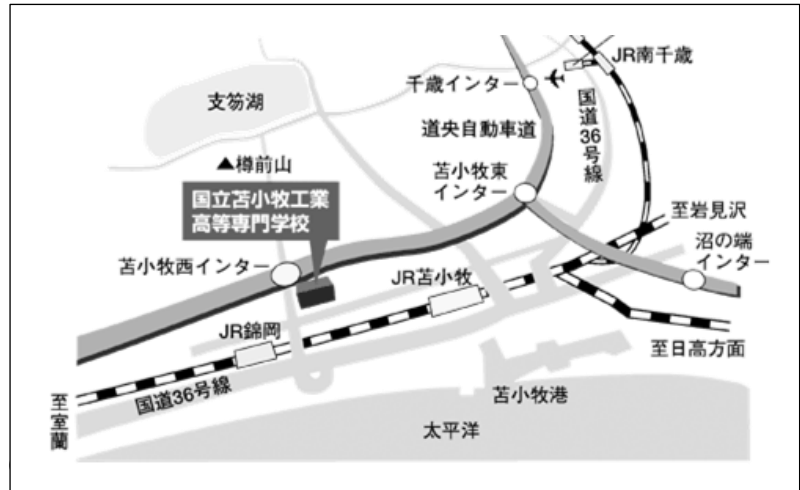 JR南千歳
千歳インター
支笏湖
国道36号線
道央自動車道
▲樽前山
苫小牧東
インター
国立苫小牧工業
高等専門学校
至岩見沢
沼の端
インター
苫小牧西インター
JR苫小牧
JR錦岡
至日高方面
国道36号線
苫小牧港
至室蘭
太平洋